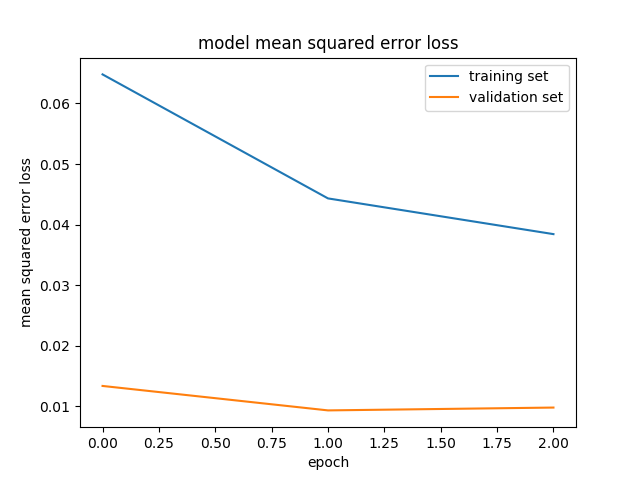 model mean squared error loss
training set
validation set
mean squared error loss
0.06
0.05
0.04
0.03
0.02
0.01
0.00 0.25 0.50 0.75 1.00 1.25 1.50 1.75 2.00
epoch